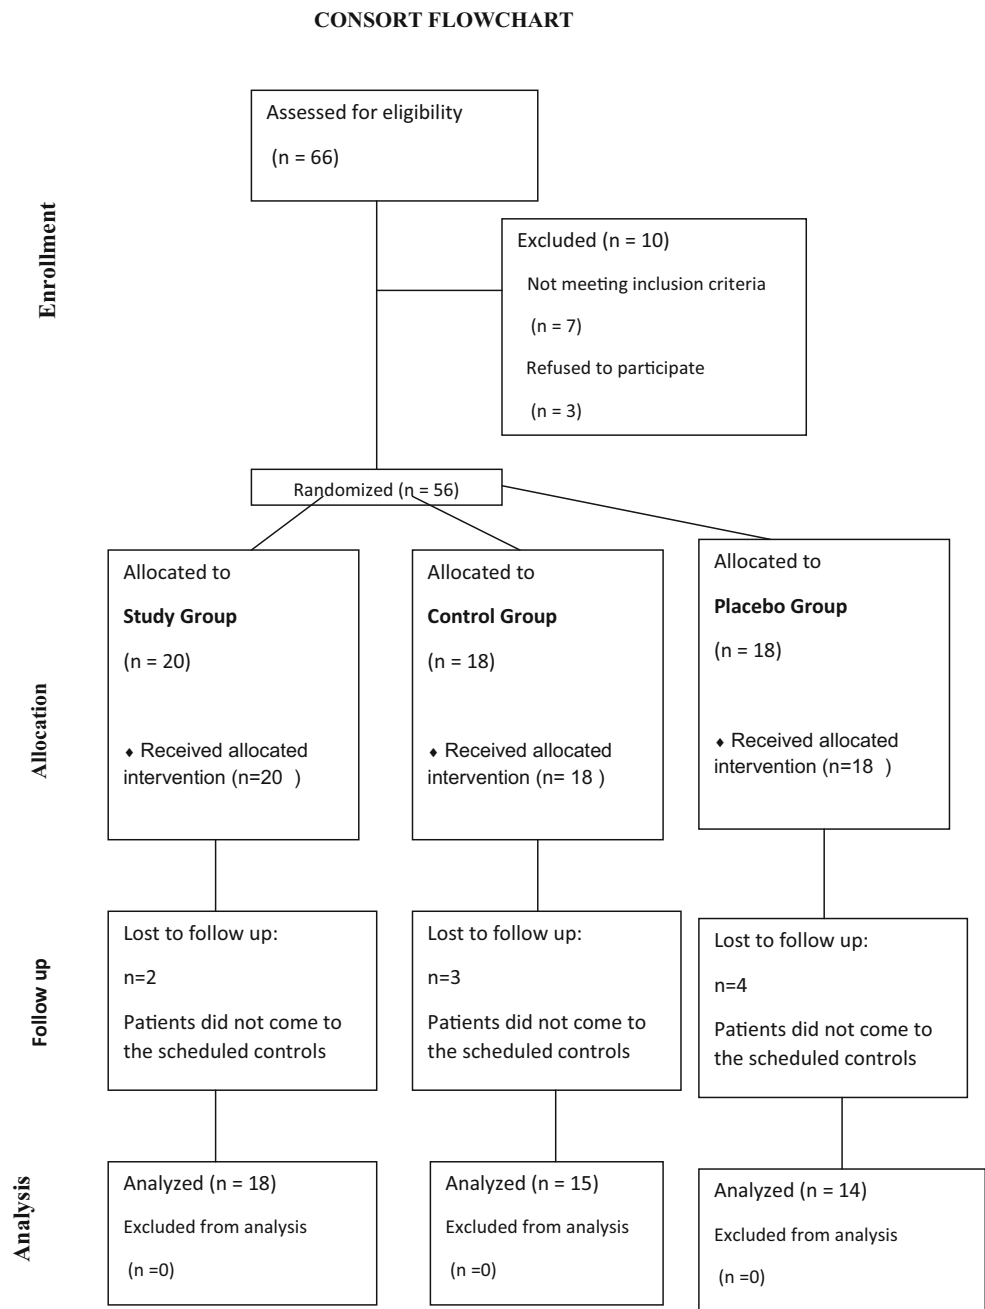 CONSORT FLOWCHART
Enrollment
Assessed for eligibility
(n = 66)
Excluded (n = 10)
Not meeting inclusion criteria
(n = 7)
Refused to participate
(n = 3)
Randomized (n = 56)
Allocation
Allocated to
Study Group
(n = 20)
♦ Received allocated
intervention (n=20 )
Allocated to
Control Group
(n = 18)
♦ Received allocated
intervention (n= 18 )
Allocated to
Placebo Group
(n = 18)
♦ Received allocated
intervention (n=18 )
Follow up
Lost to follow up:
n=2
Patients did not come to
the scheduled controls
Lost to follow up:
n=3
Patients did not come to
the scheduled controls
Lost to follow up:
n=4
Patients did not come to
the scheduled controls
Analysis
Analyzed (n = 18)
Excluded from analysis
(n =0)
Analyzed (n = 15)
Excluded from analysis
(n =0)
Analyzed (n = 14)
Excluded from analysis
(n =0)